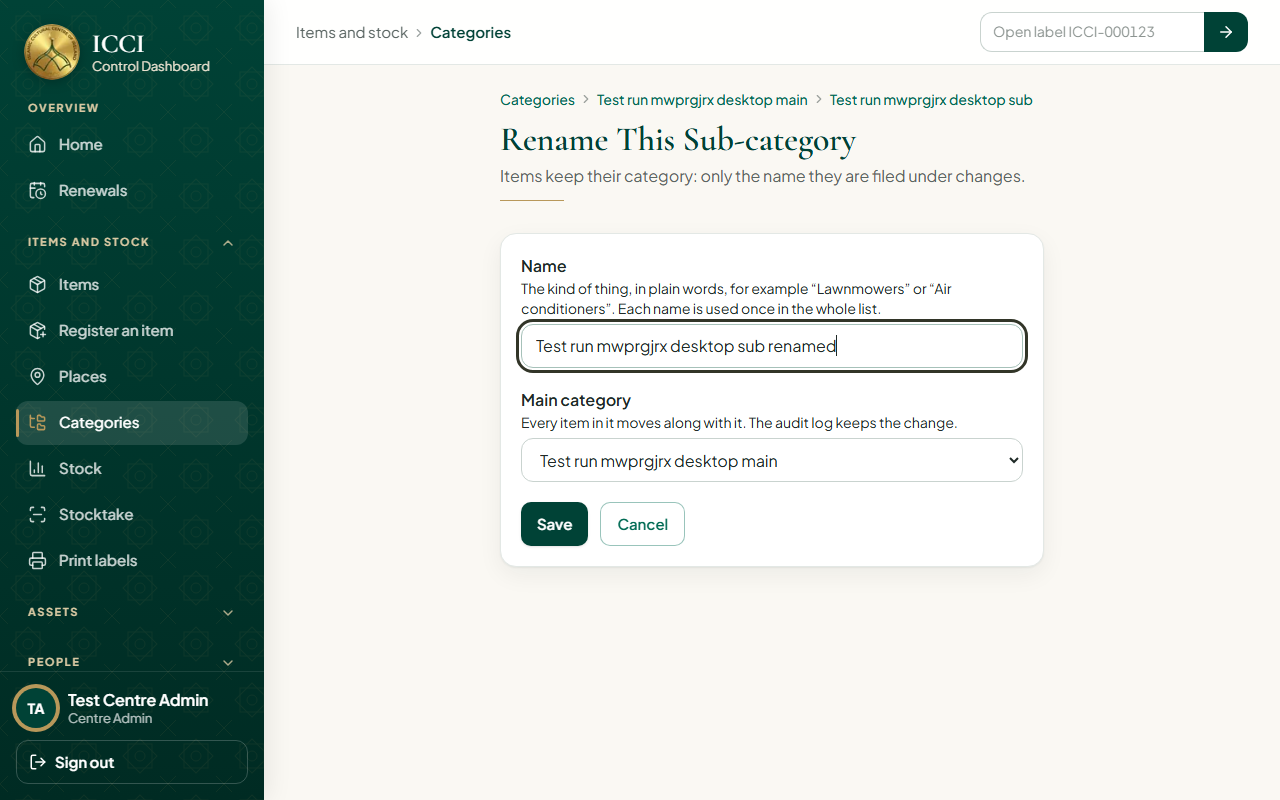 ICCI
Control Dashboard
OVERVIEW
Home
Renewals
ITEMS AND STOCK
Items
Register an item
Places
Categories
Stock
Stocktake
Print labels
ASSETS
PEOPLE
TA
Test Centre Admin
Centre Admin
Sign out
Items and stock › Categories
Open label ICCI-000123
Categories › Test run mwprgjrx desktop main › Test run mwprgjrx desktop sub
Rename This Sub-category
Items keep their category: only the name they are filed under changes.
Name
The kind of thing, in plain words, for example “Lawnmowers” or “Air
conditioners”. Each name is used once in the whole list.
Test run mwprgjrx desktop sub renamed
Main category
Every item in it moves along with it. The audit log keeps the change.
Test run mwprgjrx desktop main
Save
Cancel